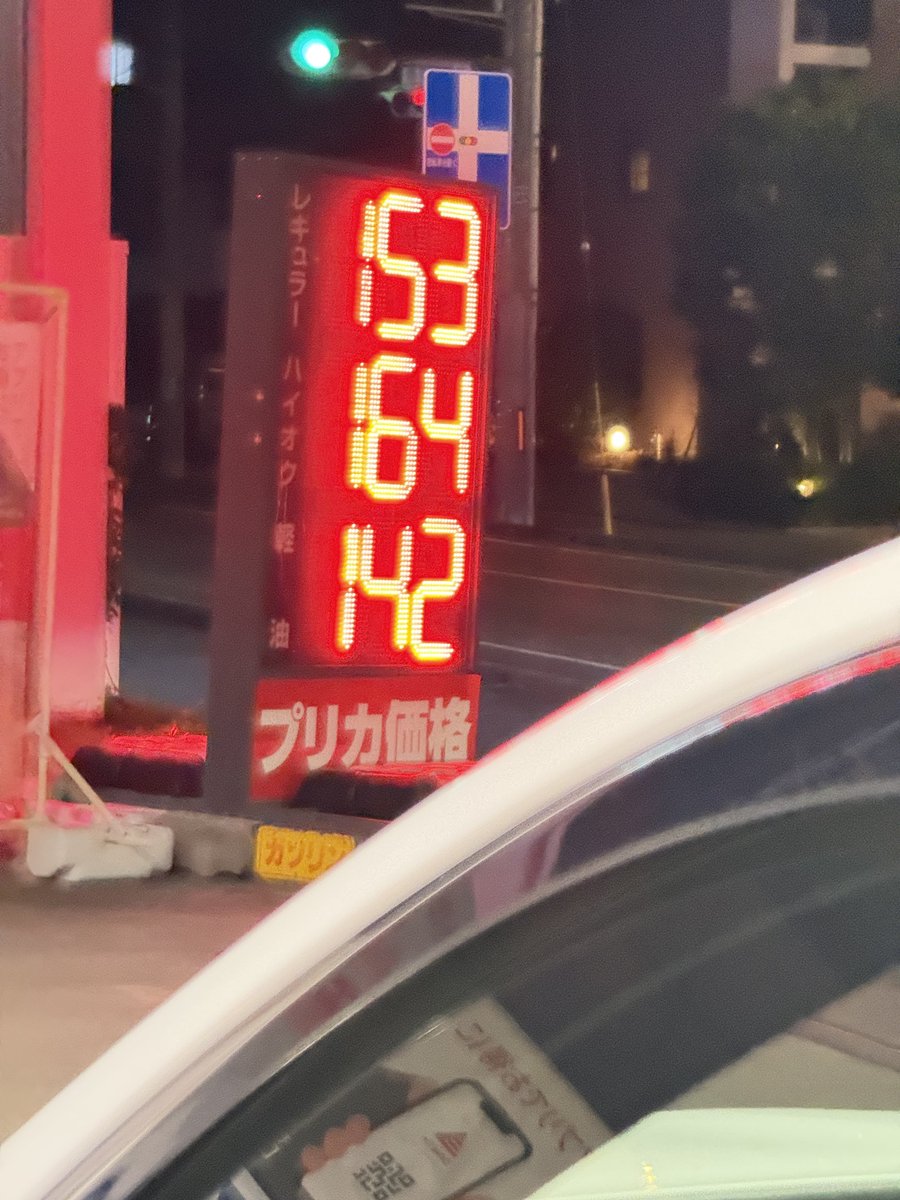 レギュラー
153
ハイオク
164
軽油
142
プリカ価格
ガソリン